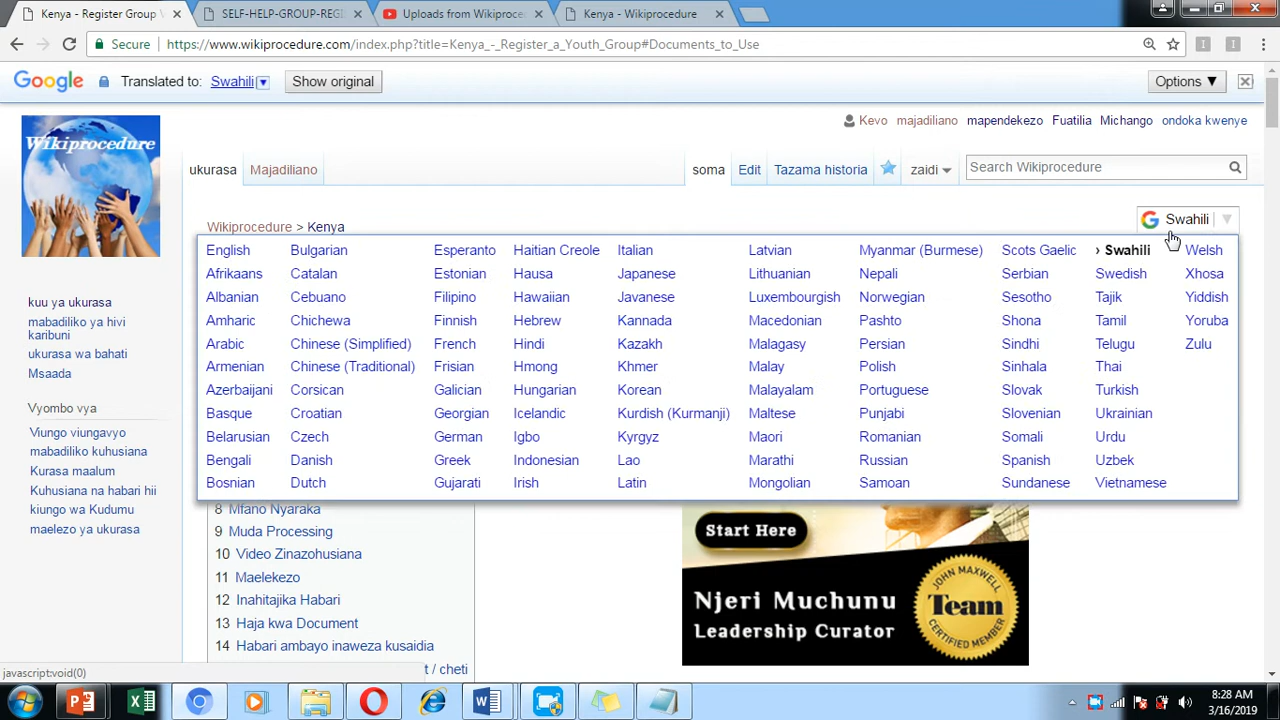 Kenya - Register Group
SELF-HELP-GROUP-REGI
Uploads from Wikiproce
Kenya - Wikiprocedure
Secure
https://www.wikiprocedure.com/index.php?title=Kenya_-_Register_a_Youth_Group#Documents_to_Use
Google Translated to: Swahili Show original Options ▼
Kevo majadiliano mapendekezo Fuatilia Michango ondoka kwenye
Wikiprocedure
ukurasa Majadiliano soma Edit Tazama historia zaidi Search Wikiprocedure
Wikiprocedure > Kenya
Swahili
English Bulgarian Esperanto Haitian Creole Italian Latvian Myanmar (Burmese) Scots Gaelic › Swahili Welsh
Afrikaans Catalan Estonian Hausa Japanese Lithuanian Nepali Serbian Swedish Xhosa
Albanian Cebuano Filipino Hawaiian Javanese Luxembourgish Norwegian Sesotho Tajik Yiddish
Amharic Chichewa Finnish Hebrew Kannada Macedonian Pashto Shona Tamil Yoruba
Arabic Chinese (Simplified) French Hindi Kazakh Malagasy Persian Sindhi Telugu Zulu
Armenian Chinese (Traditional) Frisian Hmong Khmer Malay Polish Sinhala Thai
Azerbaijani Corsican Galician Hungarian Korean Malayalam Portuguese Slovak Turkish
Basque Croatian Georgian Icelandic Kurdish (Kurmanji) Maltese Punjabi Slovenian Ukrainian
Belarusian Czech German Igbo Kyrgyz Maori Romanian Somali Urdu
Bengali Danish Greek Indonesian Lao Marathi Russian Spanish Uzbek
Bosnian Dutch Gujarati Irish Latin Mongolian Samoan Sundanese Vietnamese
kuu ya ukurasa
mabadiliko ya hivi
karibuni
ukurasa wa bahati
Msaada
Vyombo vya
Viungo viungavyo
mabadiliko kuhusiana
Kurasa maalum
Kuhusiana na habari hii
kiungo wa Kudumu
maelezo ya ukurasa
8 Mfano Nyaraka
9 Muda Processing
10 Video Zinazohusiana
11 Maelekezo
12 Inahitajika Habari
13 Haja kwa Document
14 Habari ambayo inaweza kusaidia
t / cheti
Start Here
Njeri Muchunu
Leadership Curator
JOHN MAXWELL
Team
CERTIFIED MEMBER
javascript:void(0)
8:28 AM
3/16/2019